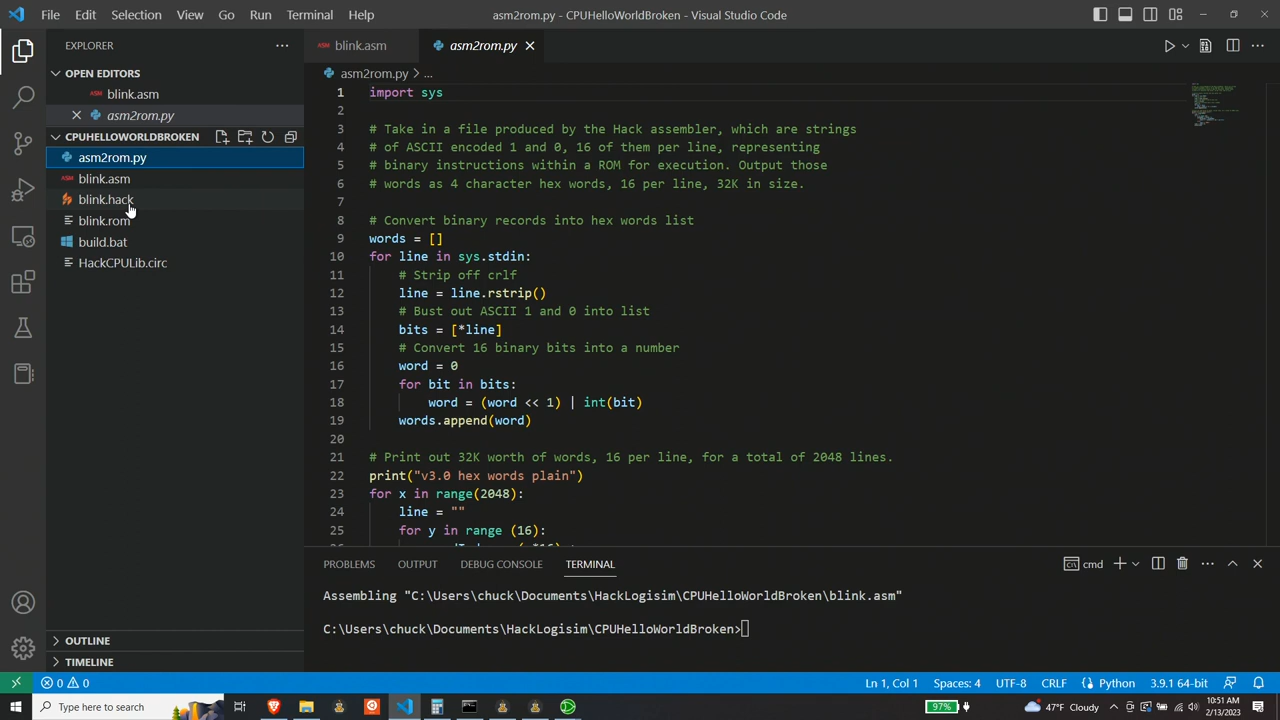 File Edit Selection View Go Run Terminal Help asm2rom.py - CPUHelloWorldBroken - Visual Studio Code
EXPLORER
OPEN EDITORS
ASM blink.asm
asm2rom.py
CPUHELLOWORLDBROKEN
asm2rom.py
ASM blink.asm
blink.hack
blink.rom
build.bat
HackCPULib.circ
OUTLINE
TIMELINE
ASM blink.asm asm2rom.py
asm2rom.py > ...
1 import sys
2
3 # Take in a file produced by the Hack assembler, which are strings
4 # of ASCII encoded 1 and 0, 16 of them per line, representing
5 # binary instructions within a ROM for execution. Output those
6 # words as 4 character hex words, 16 per line, 32K in size.
7
8 # Convert binary records into hex words list
9 words = []
10 for line in sys.stdin:
11 # Strip off crlf
12 line = line.rstrip()
13 # Bust out ASCII 1 and 0 into list
14 bits = [*line]
15 # Convert 16 binary bits into a number
16 word = 0
17 for bit in bits:
18 word = (word << 1) | int(bit)
19 words.append(word)
20
21 # Print out 32K worth of words, 16 per line, for a total of 2048 lines.
22 print("v3.0 hex words plain")
23 for x in range(2048):
24 line = ""
25 for y in range (16):
PROBLEMS OUTPUT DEBUG CONSOLE TERMINAL
cmd
Assembling "C:\Users\chuck\Documents\HackLogisim\CPUHelloWorldBroken\blink.asm"
C:\Users\chuck\Documents\HackLogisim\CPUHelloWorldBroken>
0 0 Ln 1, Col 1 Spaces: 4 UTF-8 CRLF Python 3.9.1 64-bit
Type here to search 97% 47°F Cloudy 10:51 AM
2/13/2023